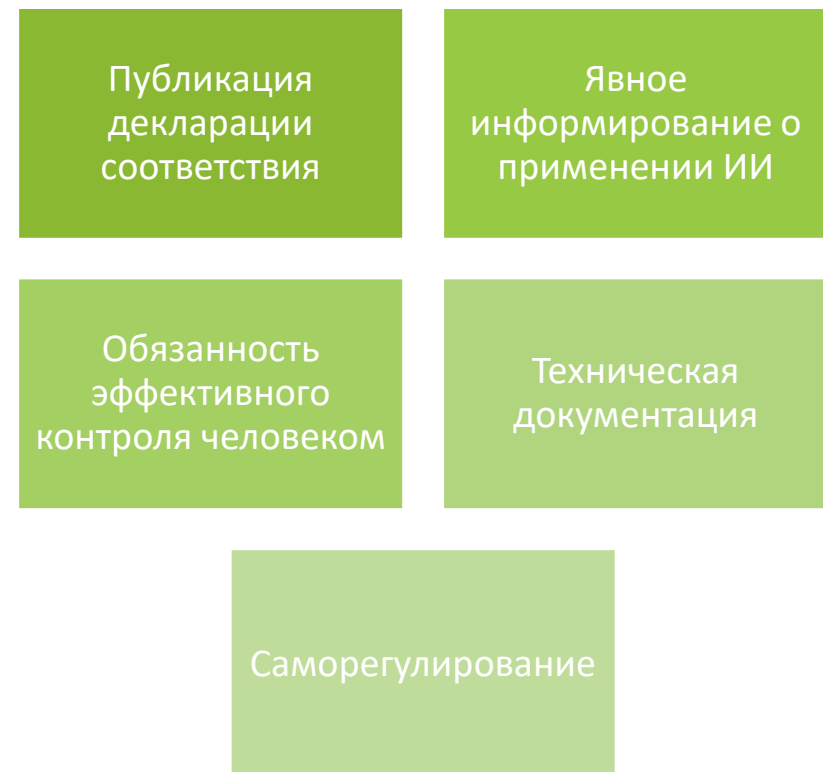 Публикация
декларации
соответствия
Явное
информирование о
применении ИИ
Обязанность
эффективного
контроля человеком
Техническая
документация
Саморегулирование